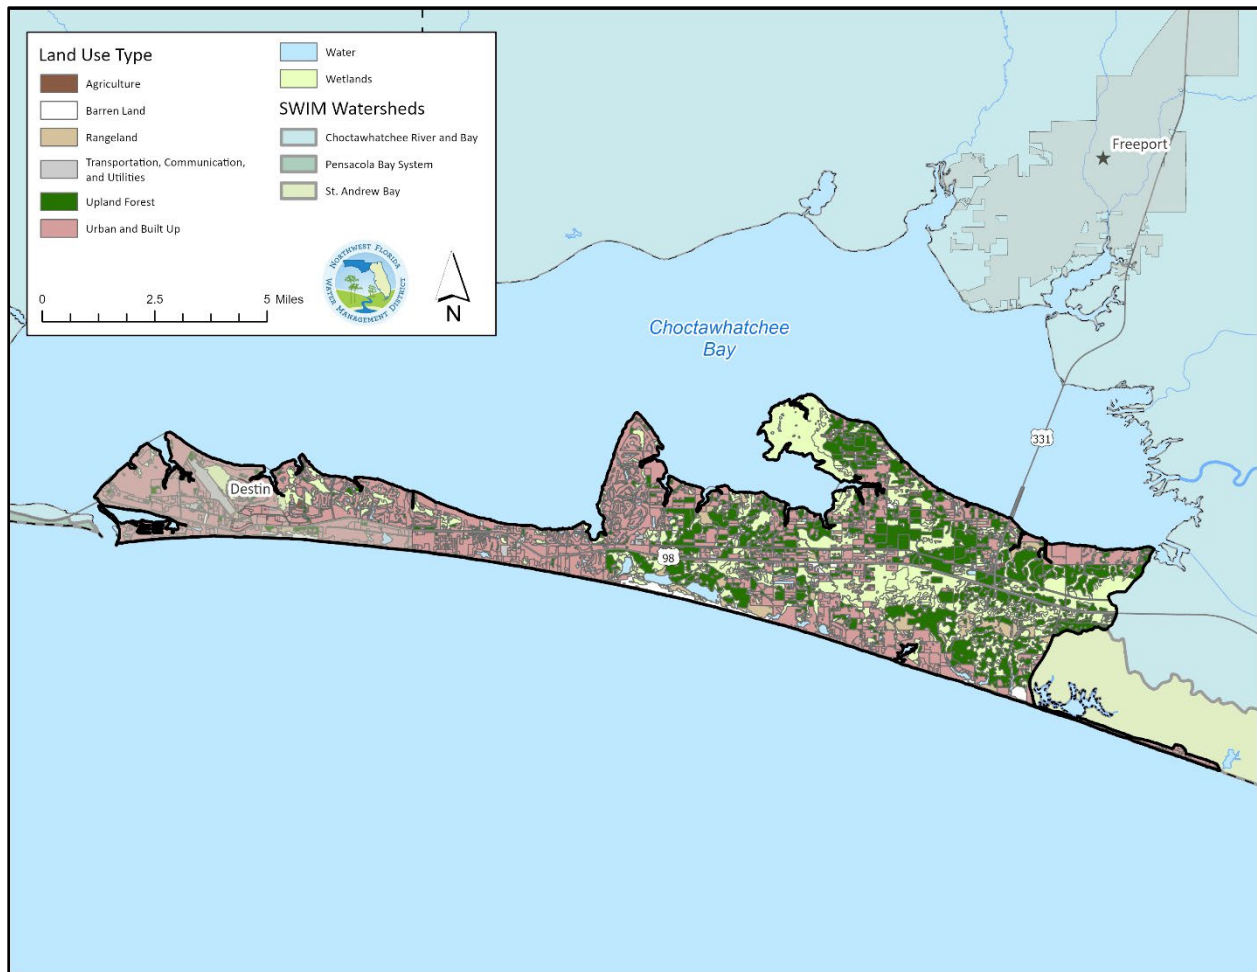 Land Use Type
Agriculture
Barren Land
Rangeland
Transportation, Communication,
and Utilities
Upland Forest
Urban and Built Up
Water
Wetlands
SWIM Watersheds
Choctawhatchee River and Bay
Pensacola Bay System
St. Andrew Bay
0 2.5 5 Miles
NORTHWEST FLORIDA
WATER MANAGEMENT DISTRICT
N
Freeport
Choctawhatchee
Bay
331
Destin
98